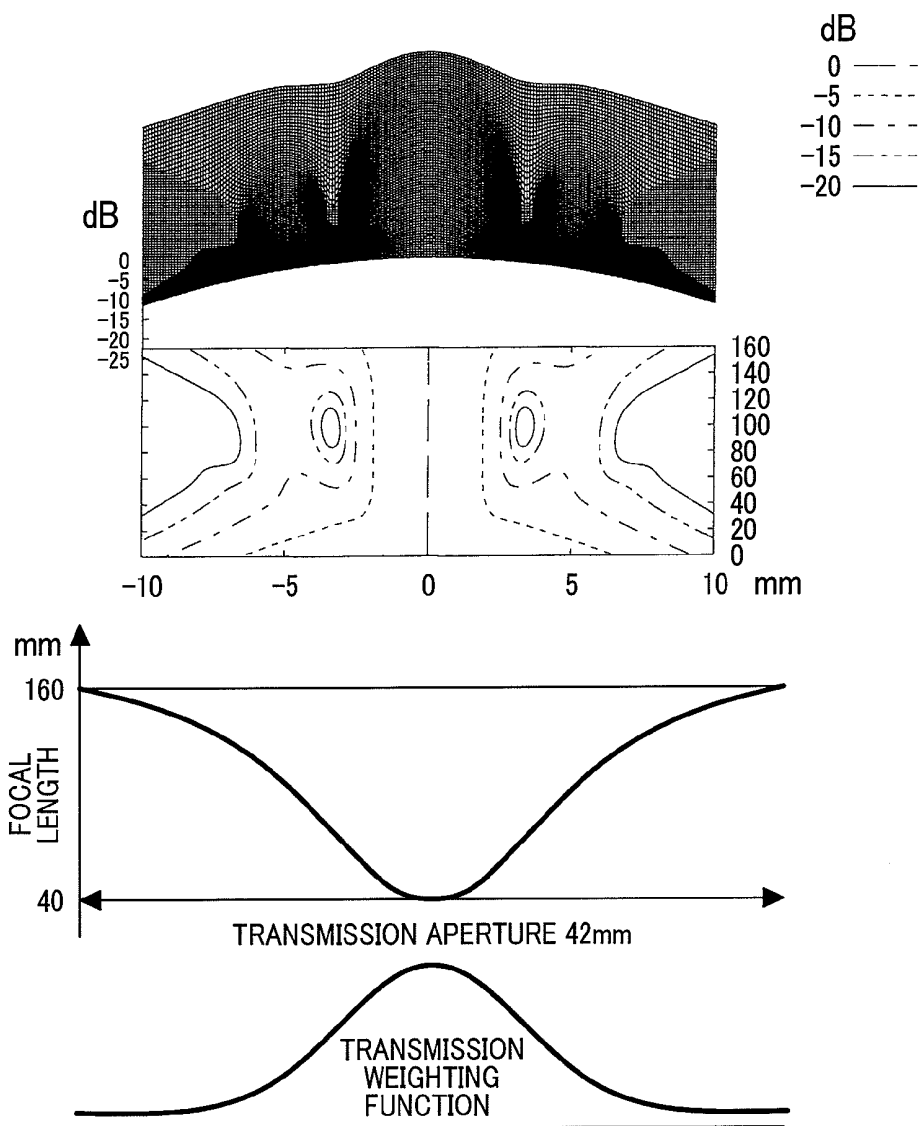 dB
0
-5
-10
-15
-20
dB
0
-5
-10
-15
-20
-25
160
140
120
100
80
60
40
20
0
-10 -5 0 5 10 mm
mm
160
FOCAL
LENGTH
40
TRANSMISSION APERTURE 42mm
TRANSMISSION
WEIGHTING
FUNCTION